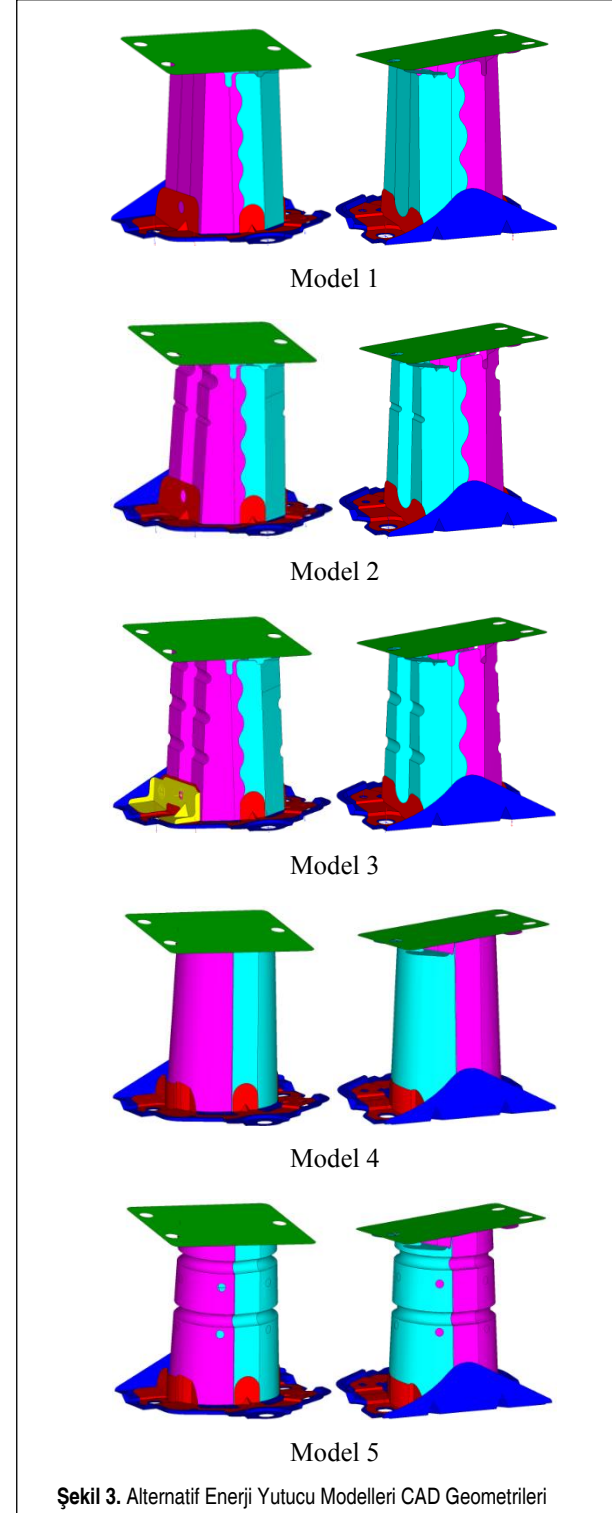 Model 1
Model 2
Model 3
Model 4
Model 5
Şekil 3. Alternatif Enerji Yutucu Modelleri CAD Geometrileri